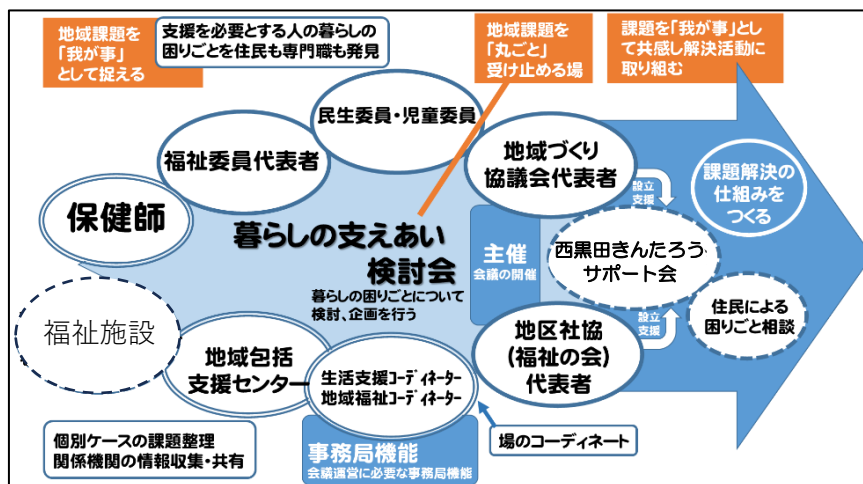 地域課題を
「我が事」
として捉える
支援を必要とする人の暮らしの
困りごとを住民も専門職も発見
地域課題を
「丸ごと」
受け止める場
課題を「我が事」とし
て共感し解決活動に
取り組む
民生委員・児童委員
福祉委員代表者
地域づくり
協議会代表者
保健師
設立
支援
課題解決の
仕組みを
つくる
暮らしの支えあい
検討会
暮らしの困りごとについて
検討、企画を行う
主催
会議の開催
西黒田きんたろう
サポート会
福祉施設
住民による
困りごと相談
地域包括
支援センター
生活支援コーディネーター
地域福祉コーディネーター
地区社協
(福祉の会)
代表者
設立
支援
個別ケースの課題整理
関係機関の情報収集・共有
事務局機能
会議運営に必要な事務局機能
場のコーディネート